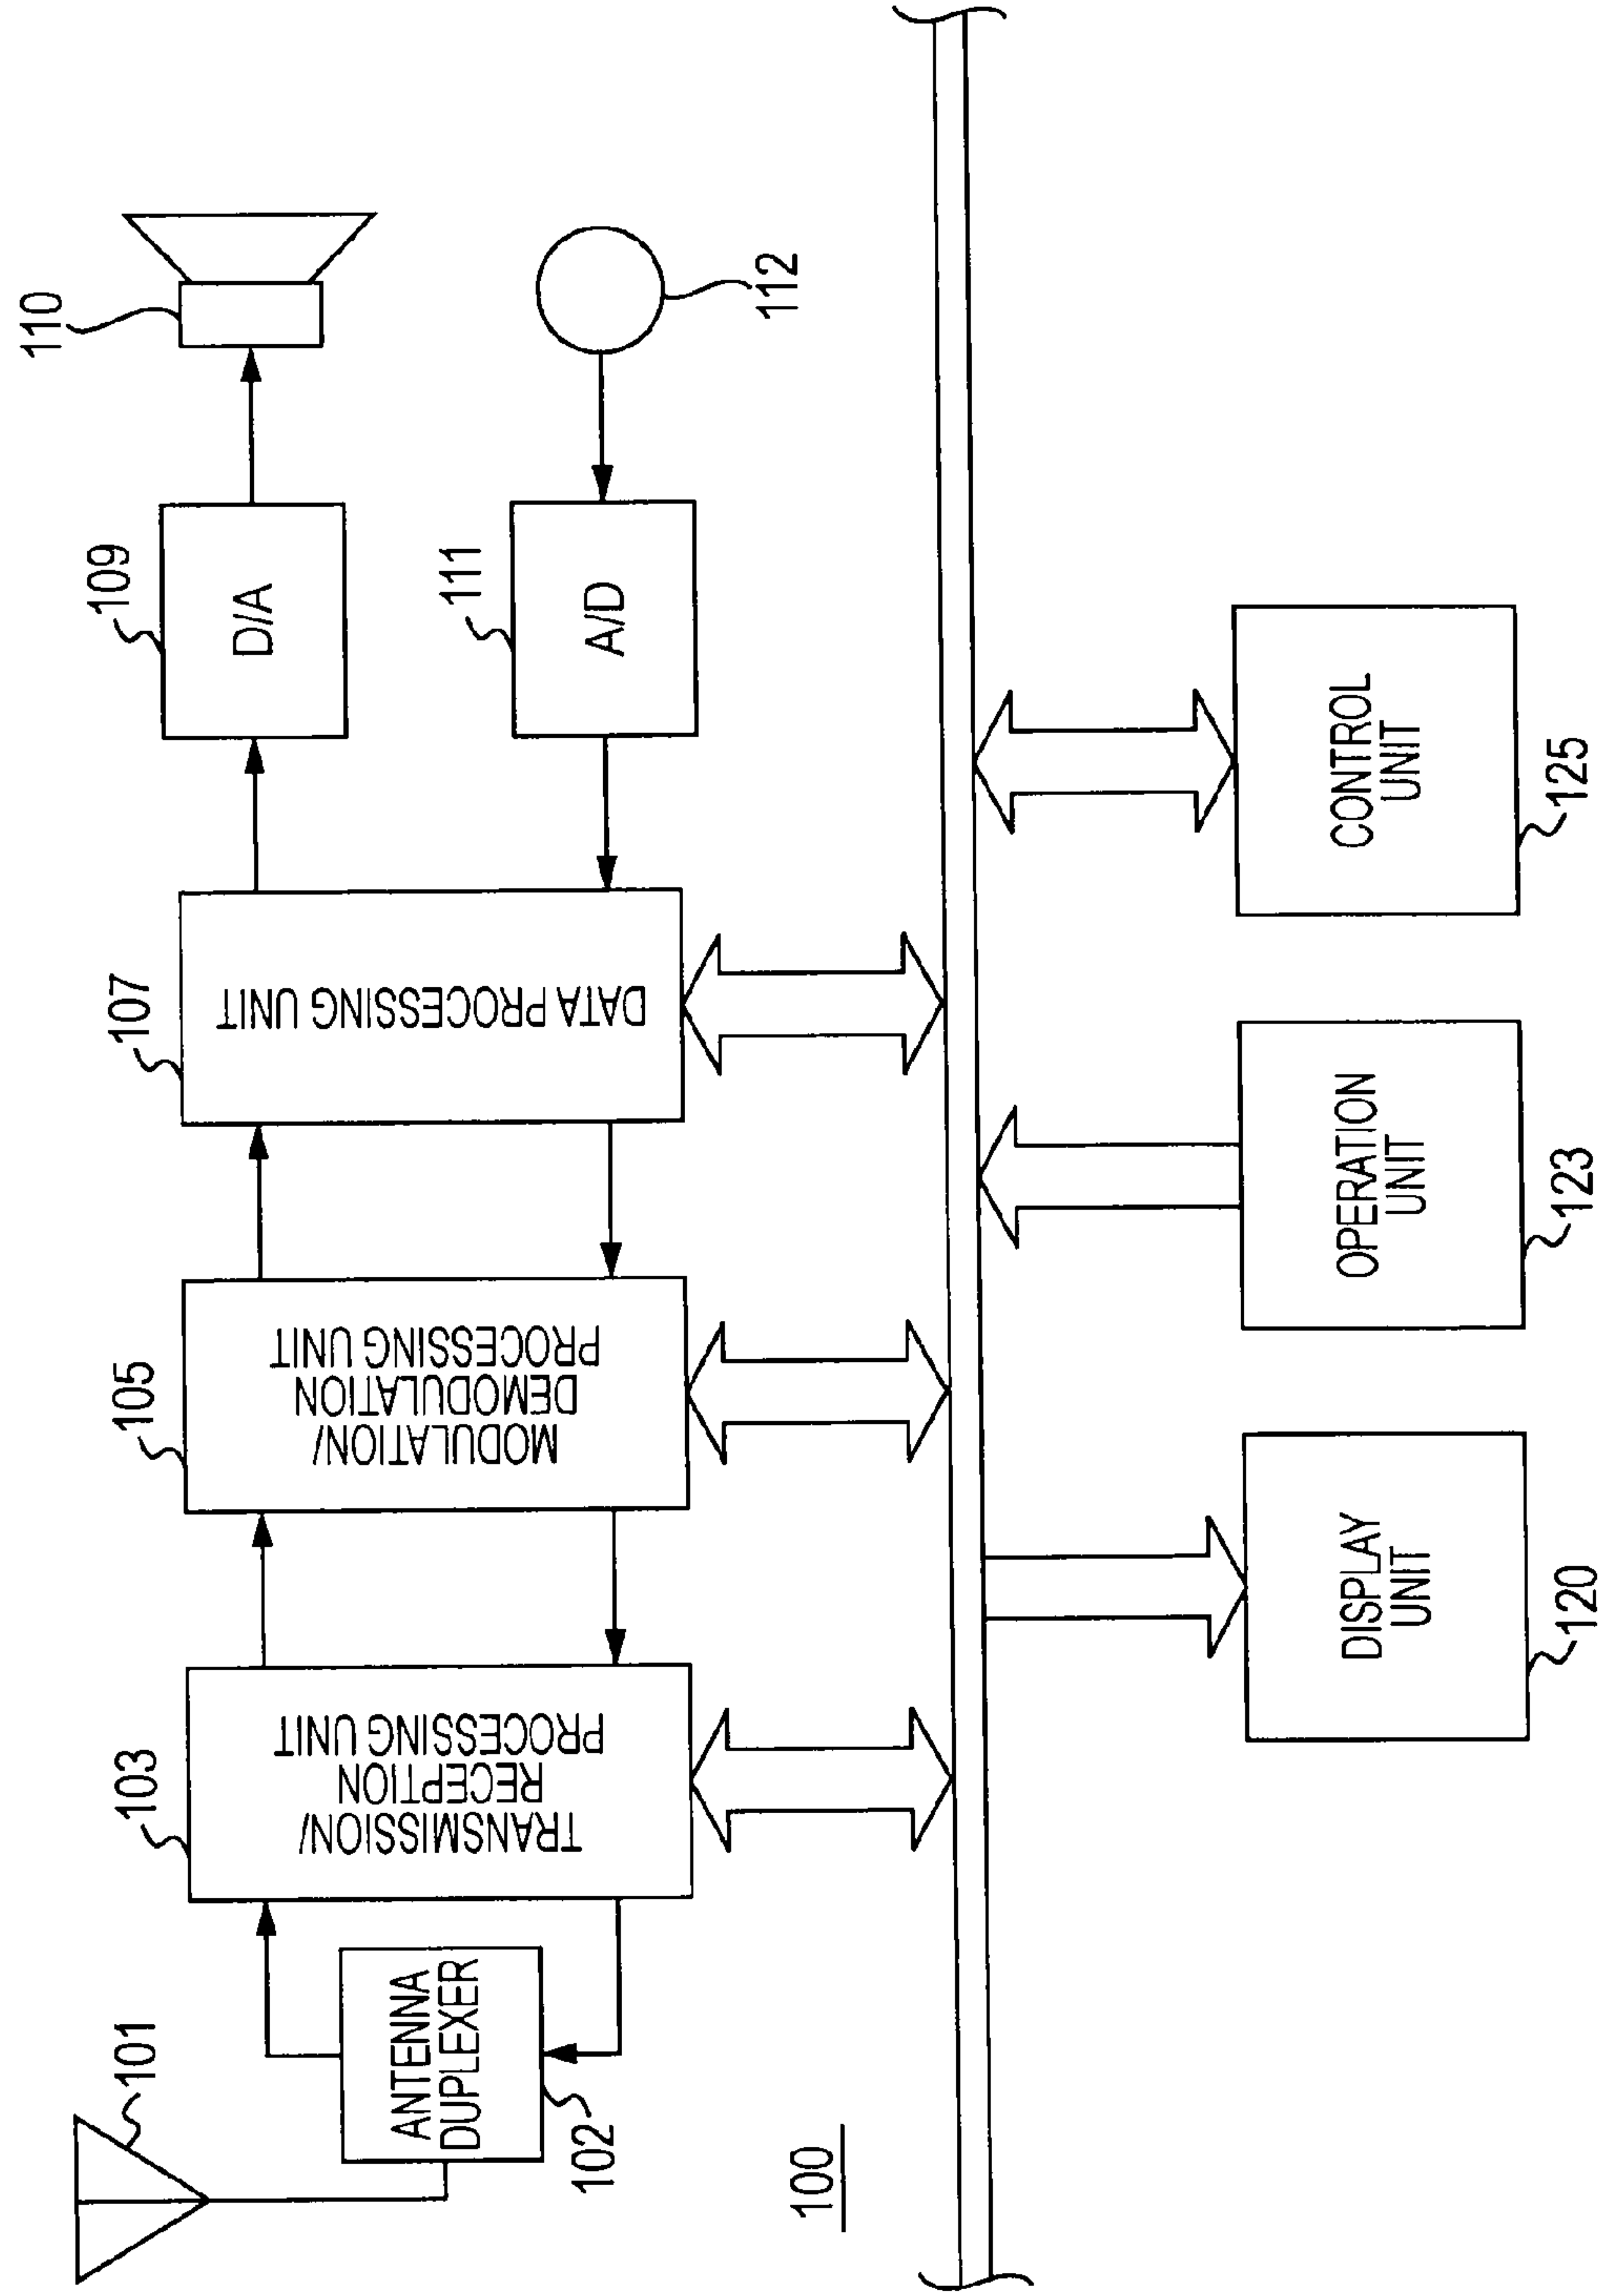 101
102
ANTENNA
DUPLEXER
103
TRANSMISSION/
RECEPTION
PROCESSING UNIT
105
MODULATION/
DEMODULATION
PROCESSING UNIT
107
DATA PROCESSING UNIT
109
D/A
110
111
A/D
112
100
DISPLAY
UNIT
120
OPERATION
UNIT
123
CONTROL
UNIT
125